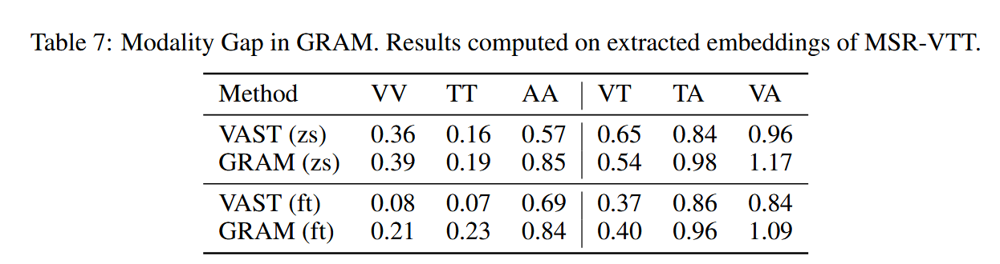 Table 7: Modality Gap in GRAM. Results computed on extracted embeddings of MSR-VTT.
Method VV TT AA VT TA VA
VAST (zs) 0.36 0.16 0.57 0.65 0.84 0.96
GRAM (zs) 0.39 0.19 0.85 0.54 0.98 1.17
VAST (ft) 0.08 0.07 0.69 0.37 0.86 0.84
GRAM (ft) 0.21 0.23 0.84 0.40 0.96 1.09